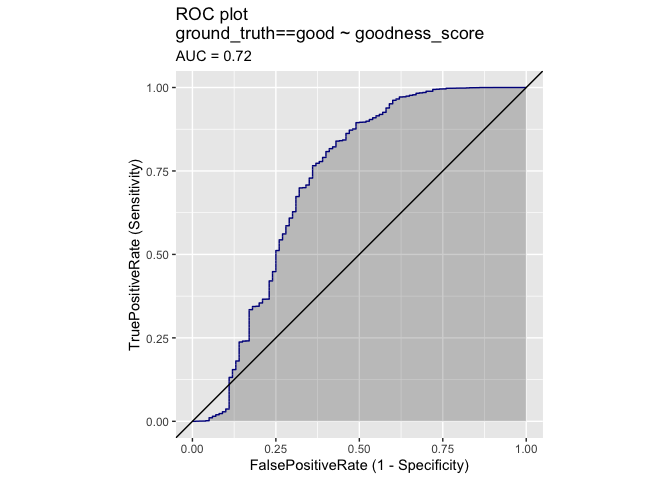 ROC plot
ground_truth==good ~ goodness_score
AUC = 0.72
1.00
0.75
0.50
0.25
0.00
TruePositiveRate (Sensitivity)
0.00 0.25 0.50 0.75 1.00
FalsePositiveRate (1 - Specificity)